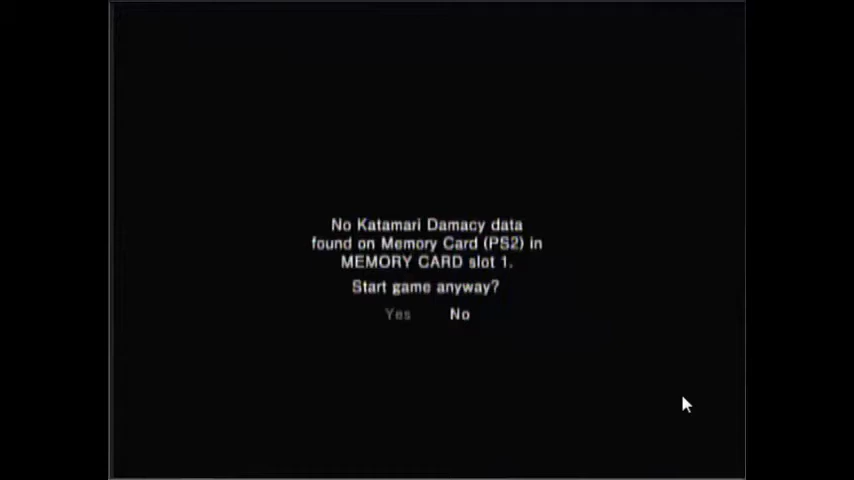 No Katamari Damacy data
found on Memory Card (PS2) in
MEMORY CARD slot 1.
Start game anyway?
Yes No